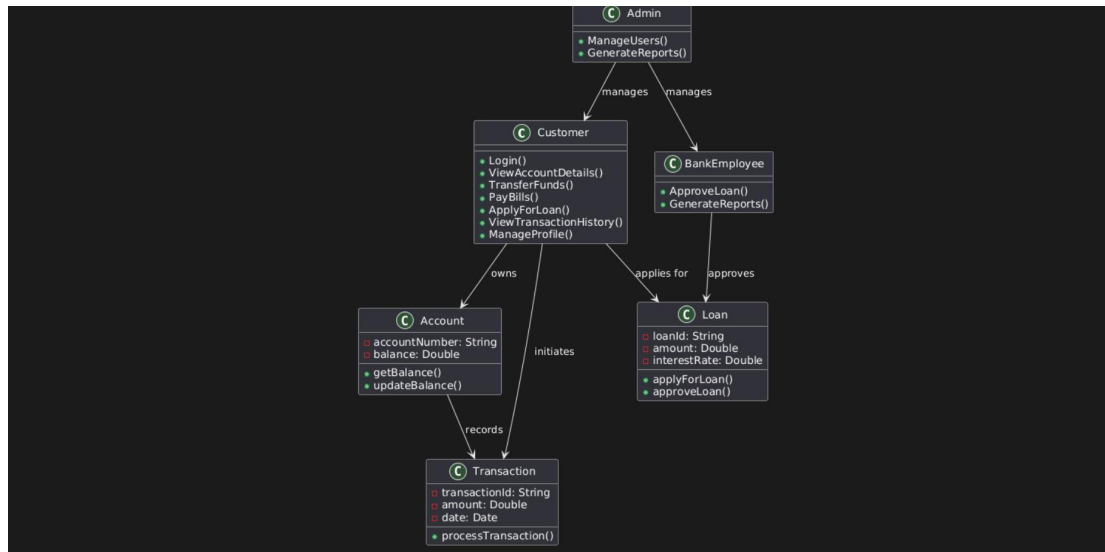 C Admin
ManageUsers()
GenerateReports()
manages
manages
C Customer
Login()
ViewAccountDetails()
TransferFunds()
PayBills()
ApplyForLoan()
ViewTransactionHistory()
ManageProfile()
C BankEmployee
ApproveLoan()
GenerateReports()
owns
applies for
approves
C Account
accountNumber: String
balance: Double
getBalance()
updateBalance()
initiates
C Loan
loanId: String
amount: Double
interestRate: Double
applyForLoan()
approveLoan()
records
C Transaction
transactionId: String
amount: Double
date: Date
processTransaction()